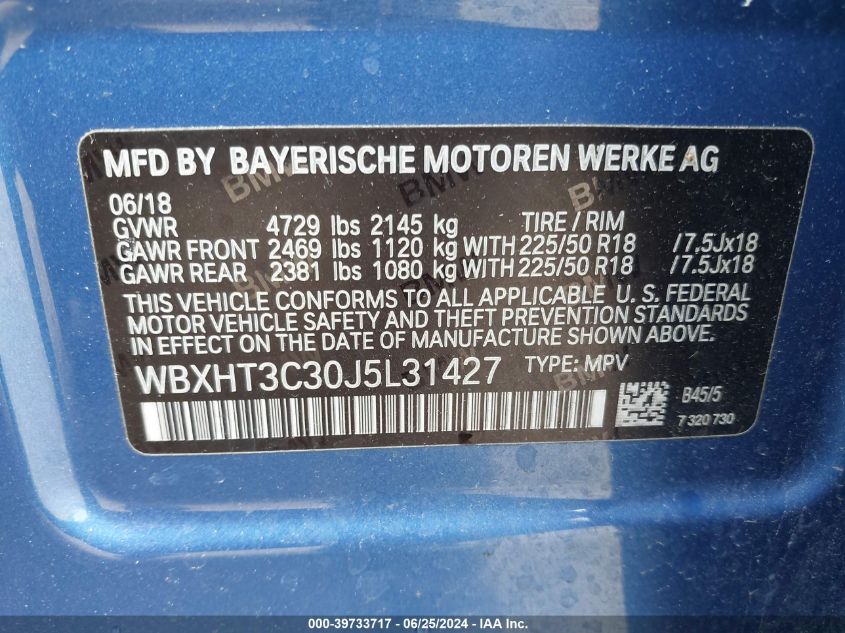 MFD BY BAYERISCHE MOTOREN WERKE AG
06/18
GVWR 4729 lbs 2145 kg TIRE / RIM
GAWR FRONT 2469 lbs 1120 kg WITH 225/50 R18 /7.5Jx18
GAWR REAR 2381 lbs 1080 kg WITH 225/50 R18 /7.5Jx18
THIS VEHICLE CONFORMS TO ALL APPLICABLE U. S. FEDERAL
MOTOR VEHICLE SAFETY AND THEFT PREVENTION STANDARDS
IN EFFECT ON THE DATE OF MANUFACTURE SHOWN ABOVE.
WBXHT3C30J5L31427 TYPE: MPV
B45/5
7 320 730
000-39733717 - 06/25/2024 - IAA Inc.